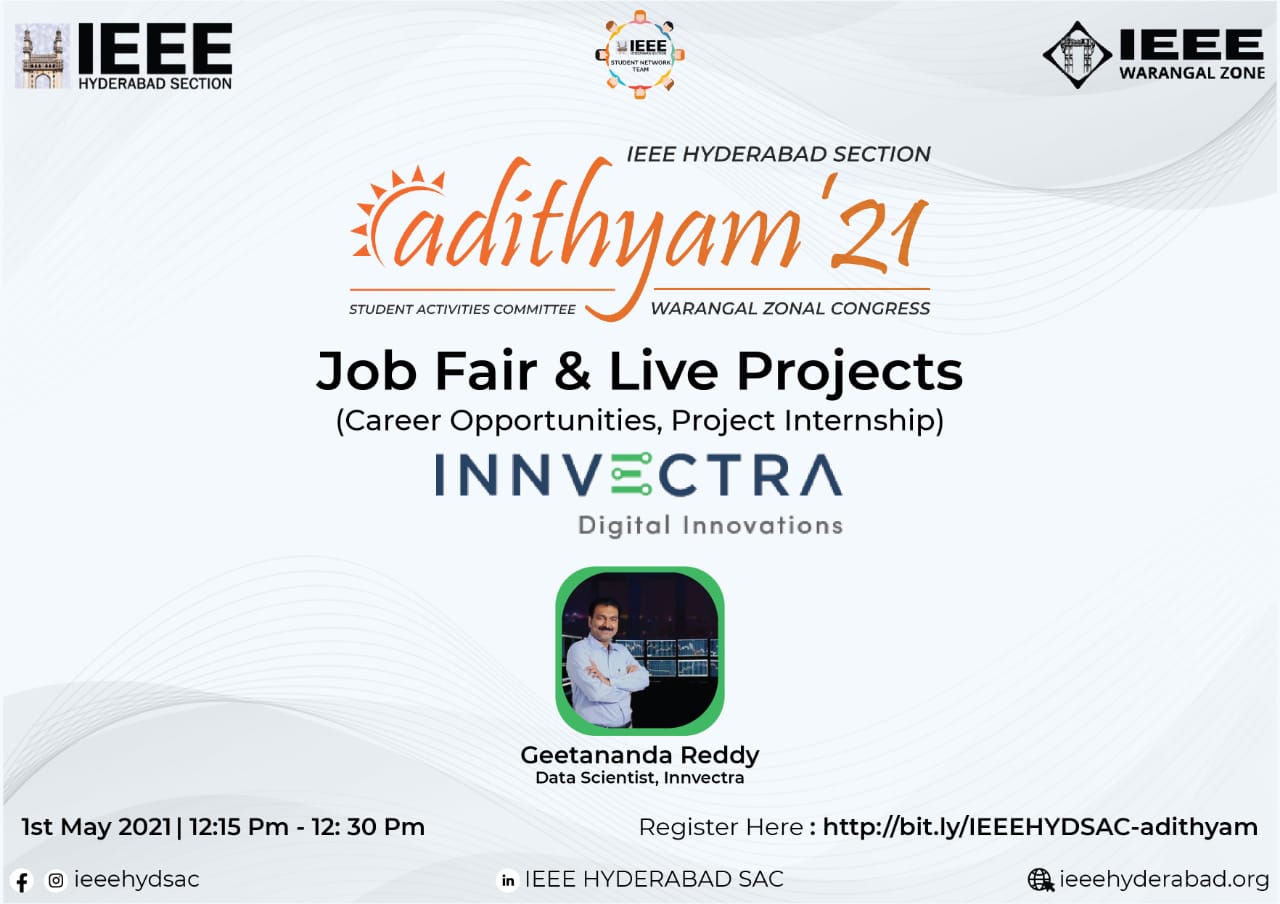 IEEE
HYDERABAD SECTION
IEEE
HYDERABAD SECTION
STUDENT NETWORK
TEAM
IEEE
WARANGAL ZONE
IEEE HYDERABAD SECTION
adithyam '21
STUDENT ACTIVITIES COMMITTEE
WARANGAL ZONAL CONGRESS
Job Fair & Live Projects
(Career Opportunities, Project Internship)
INNVECTRA
Digital Innovations
Geetananda Reddy
Data Scientist, Innvectra
1st May 2021 | 12:15 Pm - 12: 30 Pm
Register Here : http://bit.ly/IEEEHYDSAC-adithyam
ieeehydsac
in IEEE HYDERABAD SAC
ieeehyderabad.org